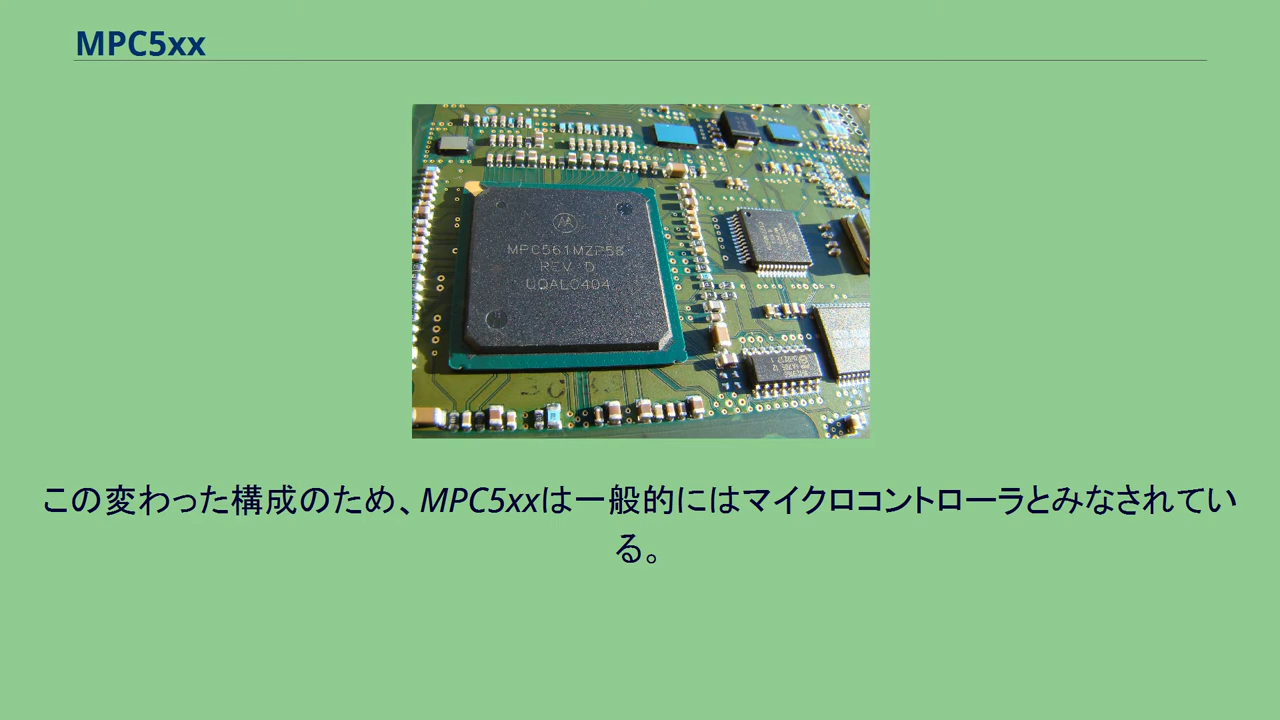 MPC5xx
MPC561MZP56
REV D
UQAL0404
この変わった構成のため、MPC5xxは一般的にはマイクロコントローラとみなされてい
る。